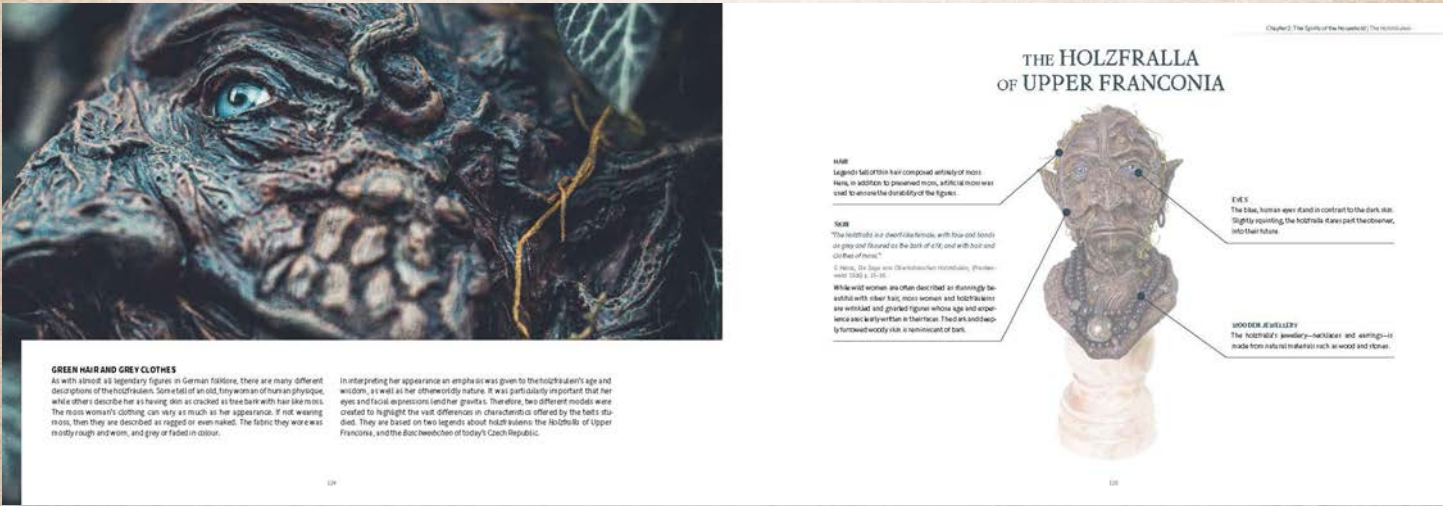 GREEN HAIR AND GREY CLOTHES
As with almost all legendary figures in German folklore, there are many different
descriptions of the holzfräulein. Some tell of an old, tiny woman of human physique,
while others describe her as having skin as cracked as tree bark with hair like moss.
The moss woman's clothing can vary as much as her appearance. If not wearing
moss, then they are described as ragged or even naked. The fabric they wore was
mostly rough and worn, and grey or faded in colour.
In interpreting her appearance an emphasis was given to the holzfräulein's age and
wisdom, as well as her otherworldly nature. It was particularly important that her
eyes and facial expressions lend her gravitas. Therefore, two different models were
created to highlight the vast differences in characteristics offered by the texts stu-
died. They are based on two legends about holzfräuleins: the Holzfralla of Upper
Franconia, and the of today's Czech Republic.
124
Chapter 2: The Spirits of the Household | The Holzfräulein
THE HOLZFRALLA
OF UPPER FRANCONIA
HAIR
Legends tell of thin hair composed entirely of moss.
Here, in addition to preserved moss, artificial moss was
used to ensure the durability of the figures.
SKIN
"The holzfralla is a dwarf-like female, with face and hands
as grey and fissured as the bark of a fir, and with hair and
clothes of moss."
While wild women are often described as stunningly be-
autiful with silver hair, moss women and holzfräuleins
are wrinkled and gnarled figures whose age and exper-
ience are clearly written in their faces. The dark and deep-
ly furrowed woody skin is reminiscent of bark.
EYES
The blue, human eyes stand in contrast to the dark skin.
Slightly squinting, the holzfralla stares past the observer,
into their future.
WOODEN JEWELLERY
The holzfralla's jewellery—necklaces and earrings—is
made from natural materials such as wood and stones.
125